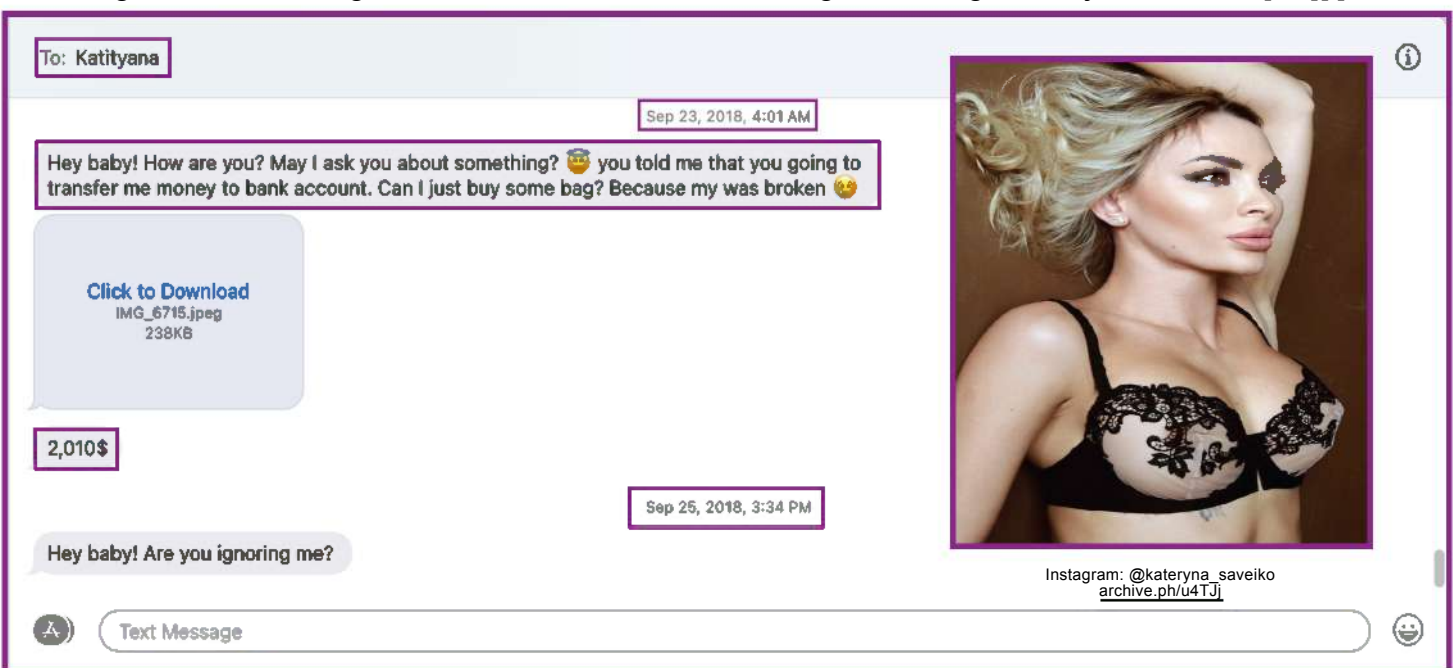 To: Katityana
Sep 23, 2018, 4:01 AM
Hey baby! How are you? May I ask you about something? 😇 you told me that you going to
transfer me money to bank account. Can I just buy some bag? Because my was broken 😢
Click to Download
IMG_6715.jpeg
238KB
2,010$
Sep 25, 2018, 3:34 PM
Hey baby! Are you ignoring me?
Instagram: @kateryna_saveiko
archive.ph/u4TJj
Text Message